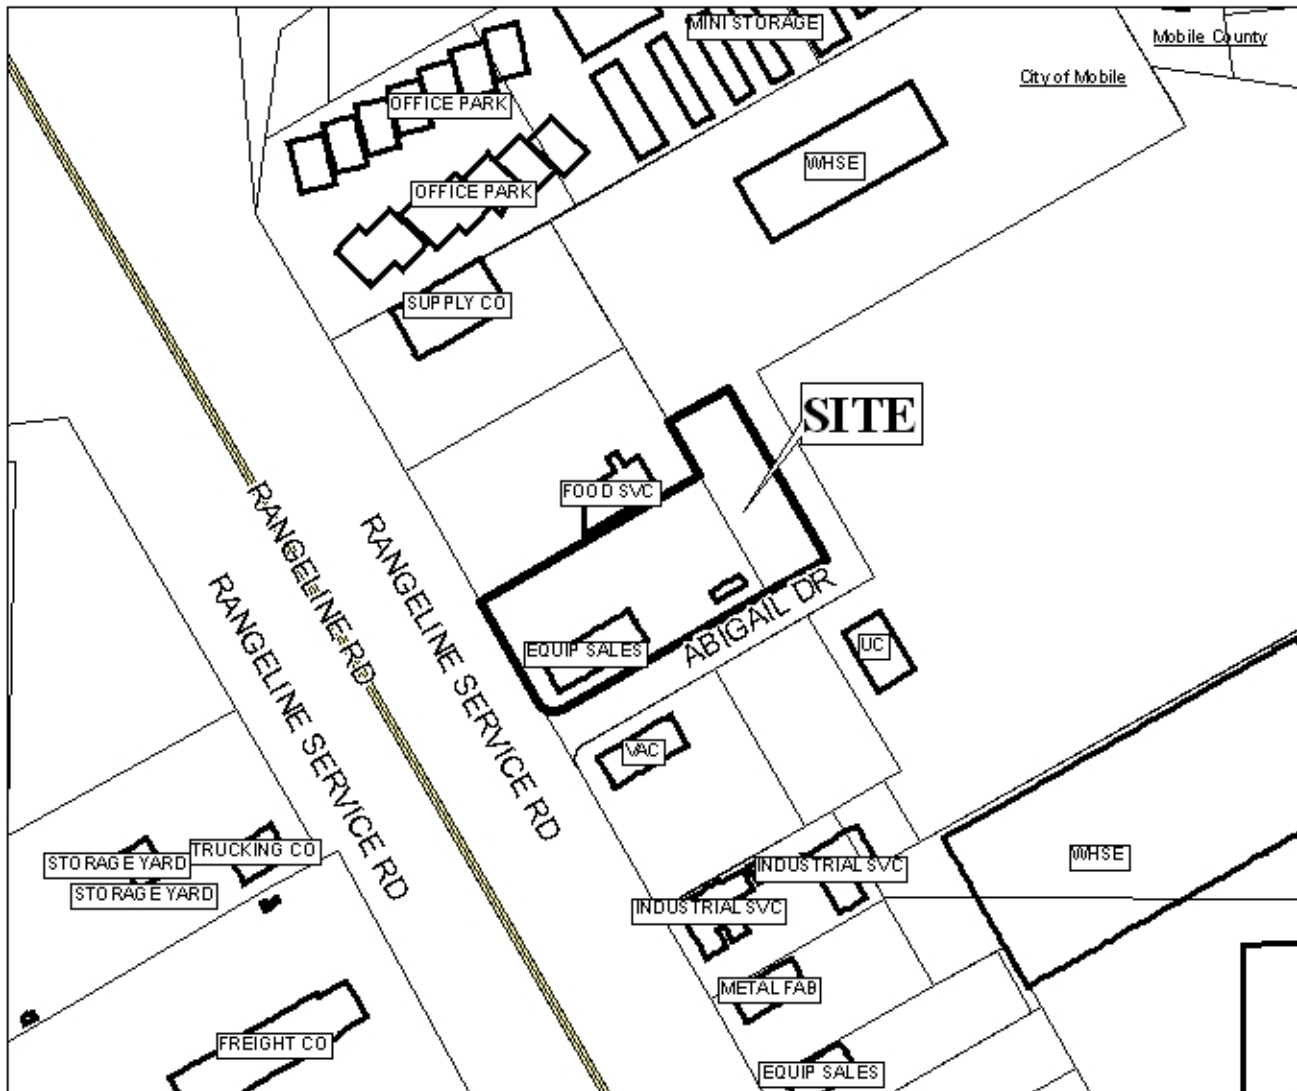 MINI STORAGE
Mobile County
City of Mobile
OFFICE PARK
WHSE
OFFICE PARK
SUPPLY CO
SITE
FOOD SVC
RANGELINE RD
RANGELINE SERVICE RD
RANGELINE SERVICE RD
ABIGAIL DR
EQUIP SALES
UC
VAC
TRUCKING CO
STORAGE YARD
STORAGE YARD
WHSE
INDUSTRIAL SVC
INDUSTRIAL SVC
METAL FAB
FREIGHT CO
EQUIP SALES